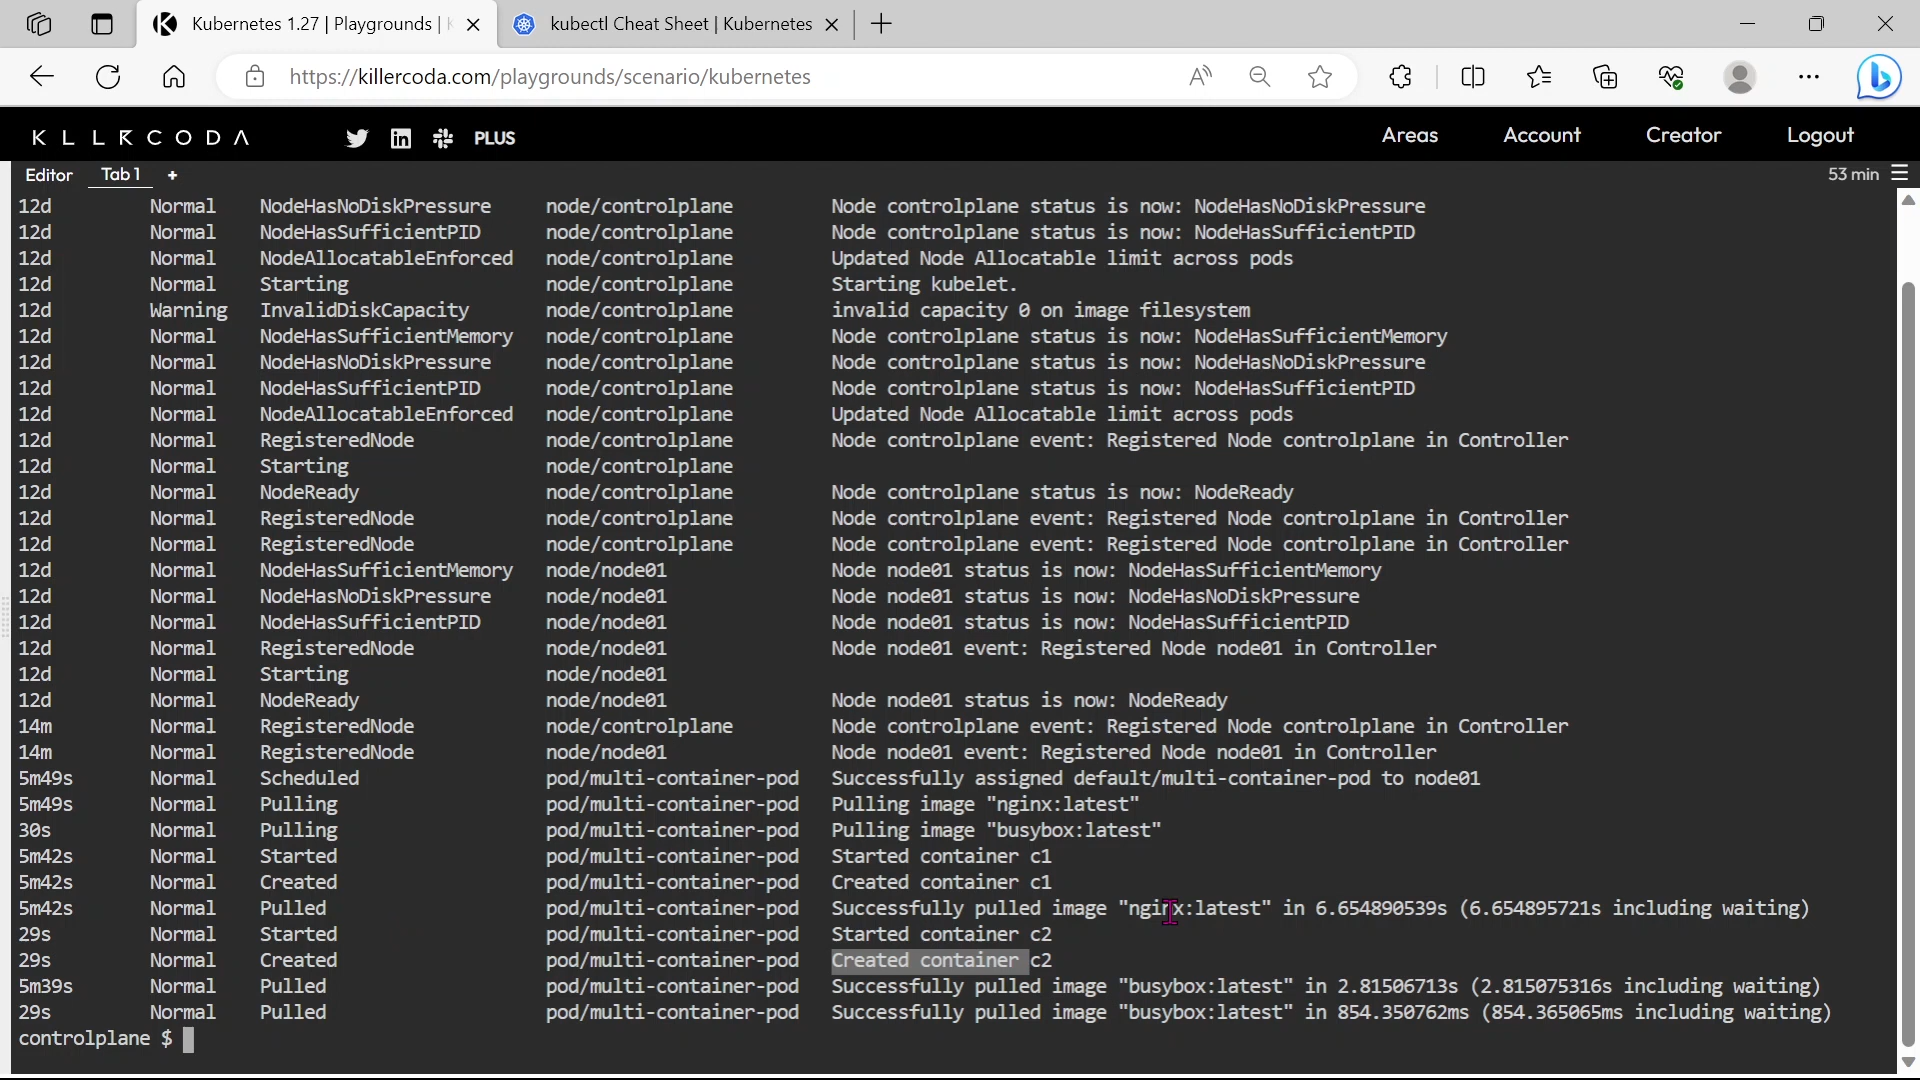 Kubernetes 1.27 | Playgrounds |
kubectl Cheat Sheet | Kubernetes
https://killercoda.com/playgrounds/scenario/kubernetes
KLLRCODA
PLUS
Areas
Account
Creator
Logout
Editor
Tab 1
+
53 min
12d Normal NodeHasNoDiskPressure node/controlplane Node controlplane status is now: NodeHasNoDiskPressure
12d Normal NodeHasSufficientPID node/controlplane Node controlplane status is now: NodeHasSufficientPID
12d Normal NodeAllocatableEnforced node/controlplane Updated Node Allocatable limit across pods
12d Normal Starting node/controlplane Starting kubelet.
12d Warning InvalidDiskCapacity node/controlplane invalid capacity 0 on image filesystem
12d Normal NodeHasSufficientMemory node/controlplane Node controlplane status is now: NodeHasSufficientMemory
12d Normal NodeHasNoDiskPressure node/controlplane Node controlplane status is now: NodeHasNoDiskPressure
12d Normal NodeHasSufficientPID node/controlplane Node controlplane status is now: NodeHasSufficientPID
12d Normal NodeAllocatableEnforced node/controlplane Updated Node Allocatable limit across pods
12d Normal RegisteredNode node/controlplane Node controlplane event: Registered Node controlplane in Controller
12d Normal Starting node/controlplane
12d Normal NodeReady node/controlplane Node controlplane status is now: NodeReady
12d Normal RegisteredNode node/controlplane Node controlplane event: Registered Node controlplane in Controller
12d Normal RegisteredNode node/controlplane Node controlplane event: Registered Node controlplane in Controller
12d Normal NodeHasSufficientMemory node/node01 Node node01 status is now: NodeHasSufficientMemory
12d Normal NodeHasNoDiskPressure node/node01 Node node01 status is now: NodeHasNoDiskPressure
12d Normal NodeHasSufficientPID node/node01 Node node01 status is now: NodeHasSufficientPID
12d Normal RegisteredNode node/node01 Node node01 event: Registered Node node01 in Controller
12d Normal Starting node/node01
12d Normal NodeReady node/node01 Node node01 status is now: NodeReady
14m Normal RegisteredNode node/controlplane Node controlplane event: Registered Node controlplane in Controller
14m Normal RegisteredNode node/node01 Node node01 event: Registered Node node01 in Controller
5m49s Normal Scheduled pod/multi-container-pod Successfully assigned default/multi-container-pod to node01
5m49s Normal Pulling pod/multi-container-pod Pulling image "nginx:latest"
30s Normal Pulling pod/multi-container-pod Pulling image "busybox:latest"
5m42s Normal Started pod/multi-container-pod Started container c1
5m42s Normal Created pod/multi-container-pod Created container c1
5m42s Normal Pulled pod/multi-container-pod Successfully pulled image "nginx:latest" in 6.654890539s (6.654895721s including waiting)
29s Normal Started pod/multi-container-pod Started container c2
29s Normal Created pod/multi-container-pod Created container c2
5m39s Normal Pulled pod/multi-container-pod Successfully pulled image "busybox:latest" in 2.81506713s (2.815075316s including waiting)
29s Normal Pulled pod/multi-container-pod Successfully pulled image "busybox:latest" in 854.350762ms (854.365065ms including waiting)
controlplane $